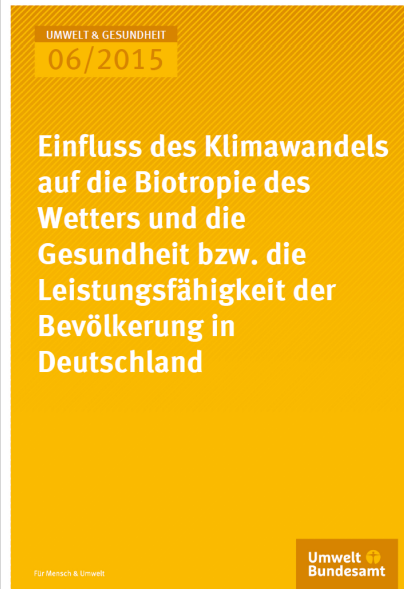 UMWELT & GESUNDHEIT
06/2015
Einfluss des Klimawandels
auf die Biotropie des
Wetters und die
Gesundheit bzw. die
Leistungsfähigkeit der
Bevölkerung in
Deutschland
Für Mensch & Umwelt
Umwelt
Bundesamt